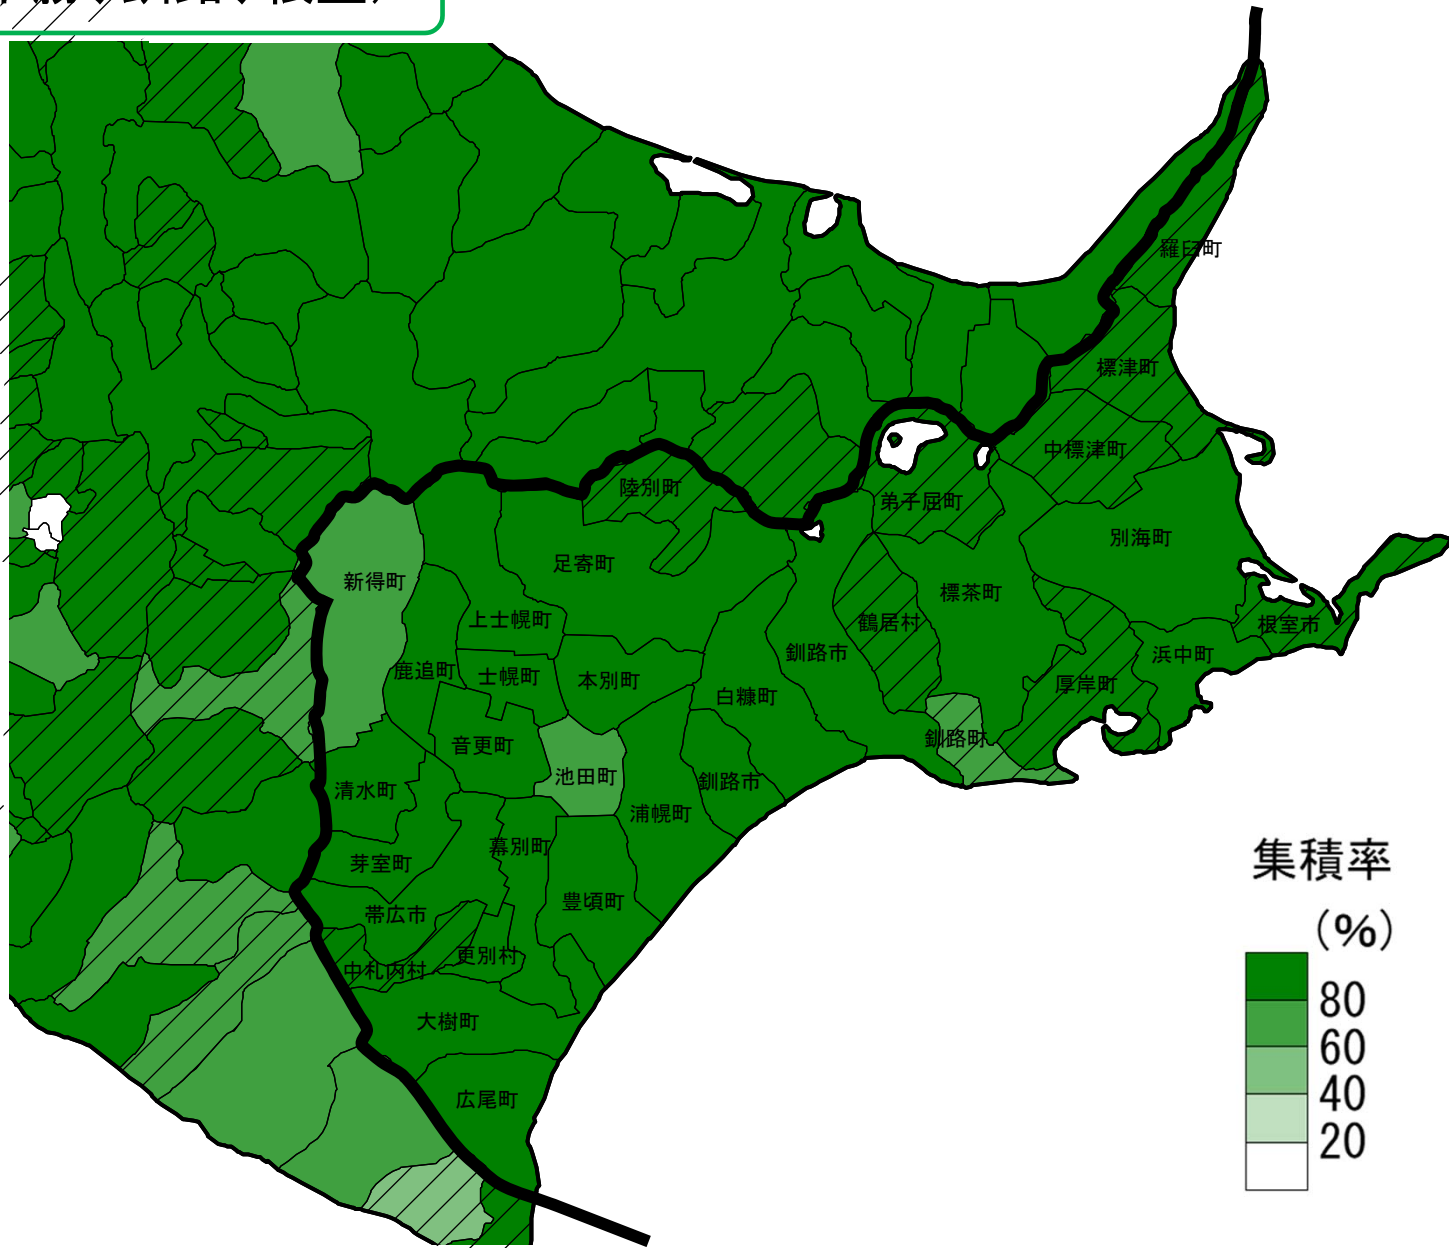 羅臼町
標津町
中標津町
陸別町
弟子屈町
別海町
足寄町
新得町
標茶町
上士幌町
鶴居村
根室市
釧路市
浜中町
鹿追町
士幌町
本別町
厚岸町
白糠町
音更町
釧路町
池田町
釧路市
清水町
浦幌町
幕別町
芽室町
豊頃町
帯広市
更別村
中札内村
大樹町
広尾町
集積率
(%)
80
60
40
20